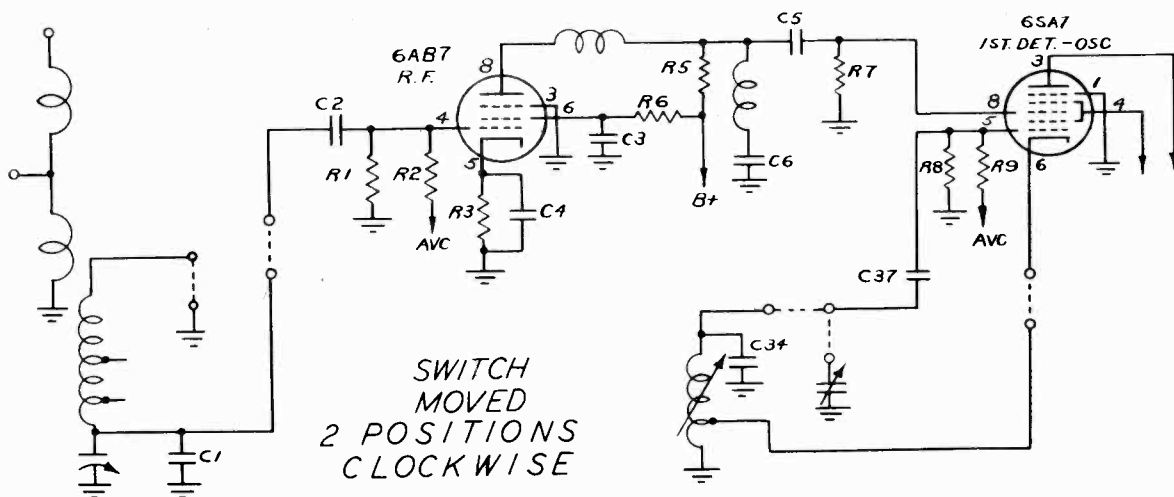 6AB7
R.F.
8
3
6
4
5
C2
R1
R2
AVC
R3
C4
C3
R6
R5
B+
C6
C5
R7
6SA7
1ST. DET.-OSC
3
1
4
8
5
6
R8
R9
AVC
C37
C34
C1
SWITCH
MOVED
2 POSITIONS
CLOCKWISE